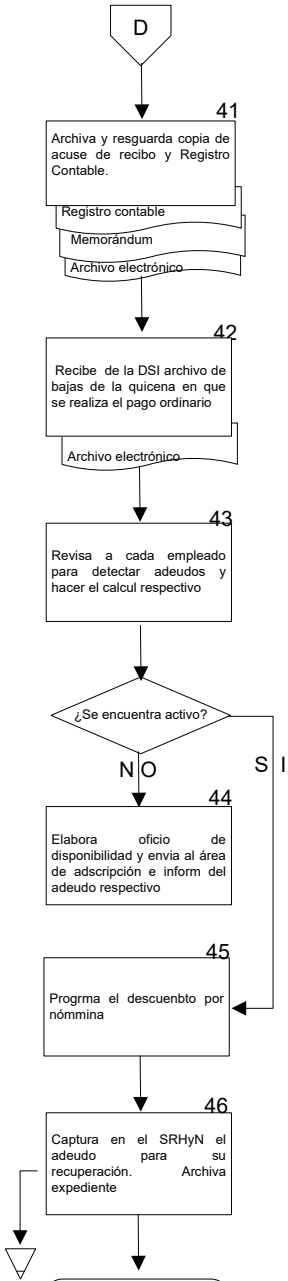 D
41
Archiva y resguarda copia de
acuse de recibo y Registro
Contable.
Registro contable
Memorándum
Archivo electrónico
42
Recibe de la DSI archivo de
bajas de la quicena en que
se realiza el pago ordinario
Archivo electrónico
43
Revisa a cada empleado
para detectar adeudos y
hacer el calcul respectivo
¿Se encuentra activo?
NO
SI
44
Elabora oficio de
disponibilidad y envia al área
de adscripción e inform del
adeudo respectivo
45
Progrma el descuenbto por
nómmina
46
Captura en el SRHyN el
adeudo para su
recuperación. Archiva
expediente